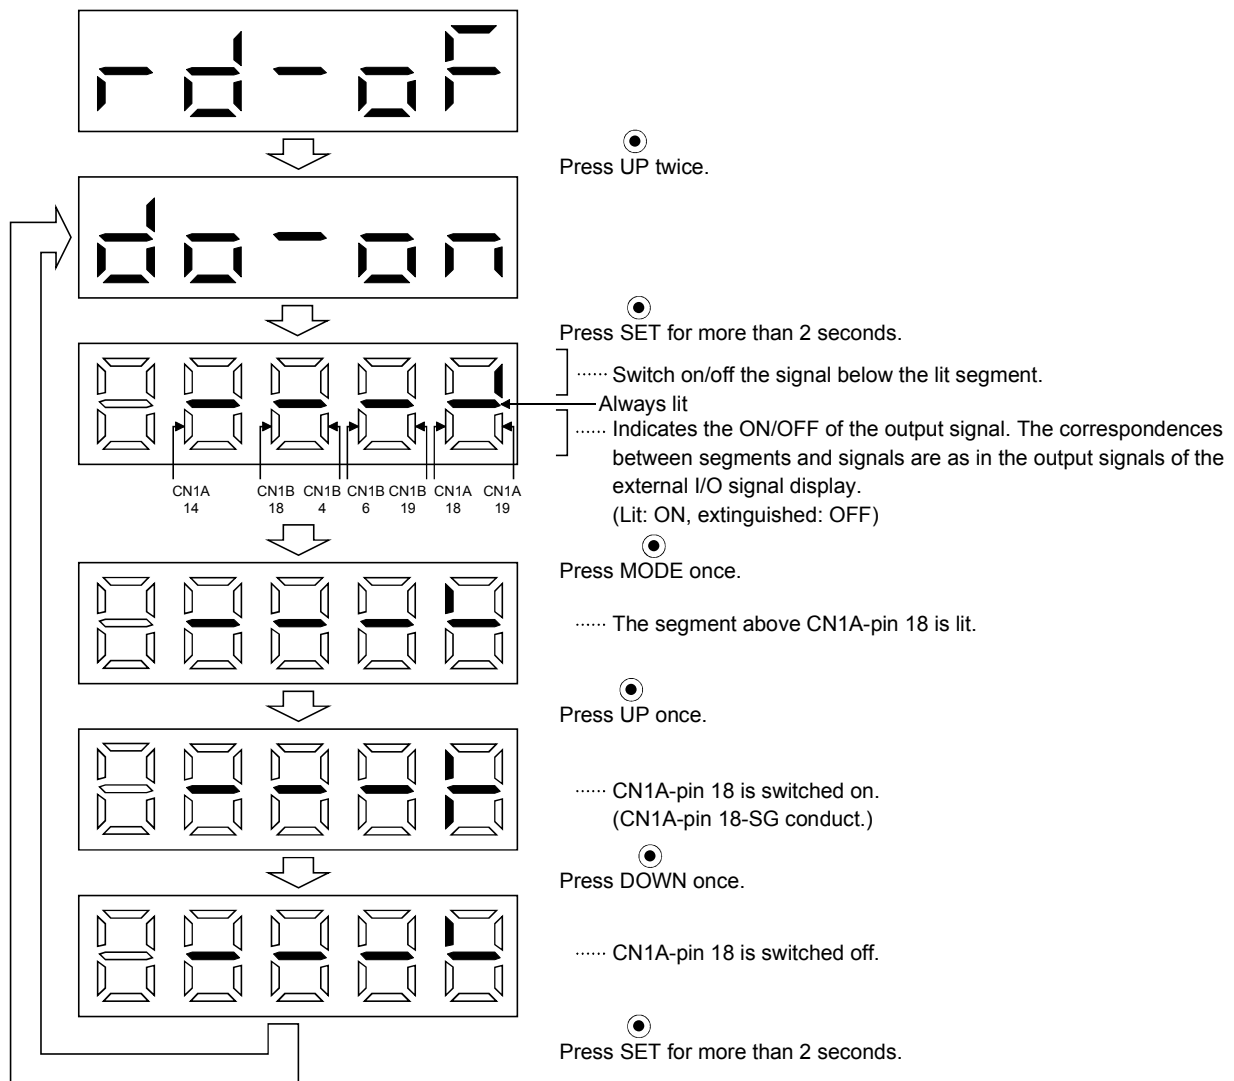 rd-oF
Press UP twice.
do-on
Press SET for more than 2 seconds.
······ Switch on/off the signal below the lit segment.
Always lit
······ Indicates the ON/OFF of the output signal. The correspondences
between segments and signals are as in the output signals of the
external I/O signal display.
(Lit: ON, extinguished: OFF)
CN1A CN1B CN1B CN1B CN1B CN1A CN1A
14 18 4 6 19 18 19
Press MODE once.
······ The segment above CN1A-pin 18 is lit.
Press UP once.
······ CN1A-pin 18 is switched on.
(CN1A-pin 18-SG conduct.)
Press DOWN once.
······ CN1A-pin 18 is switched off.
Press SET for more than 2 seconds.